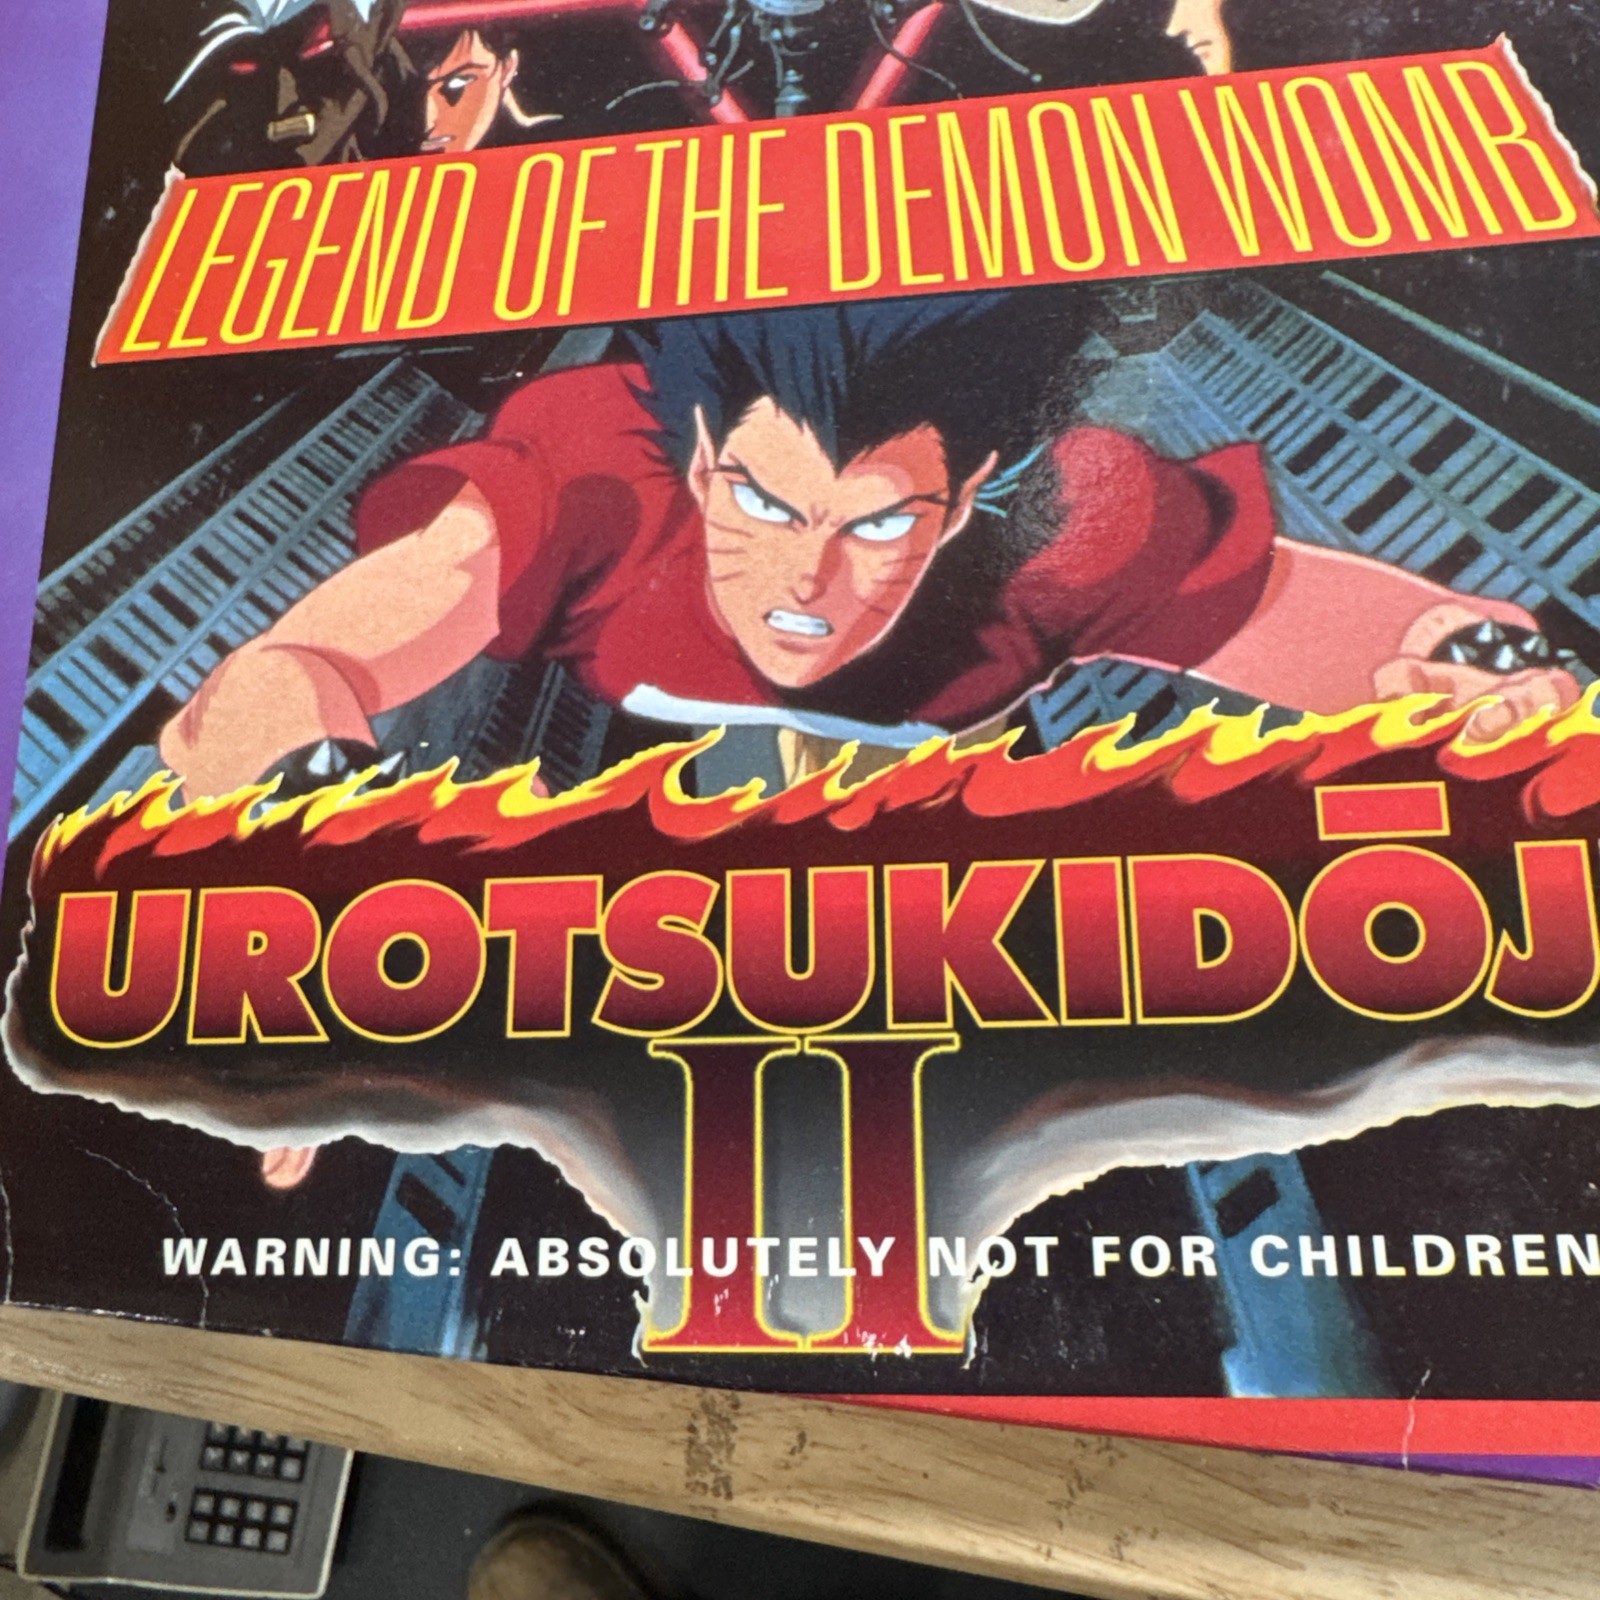 LEGEND OF THE DEMON WOMB
UROTSUKIDŌJ
II
WARNING: ABSOLUTELY NOT FOR CHILDREN